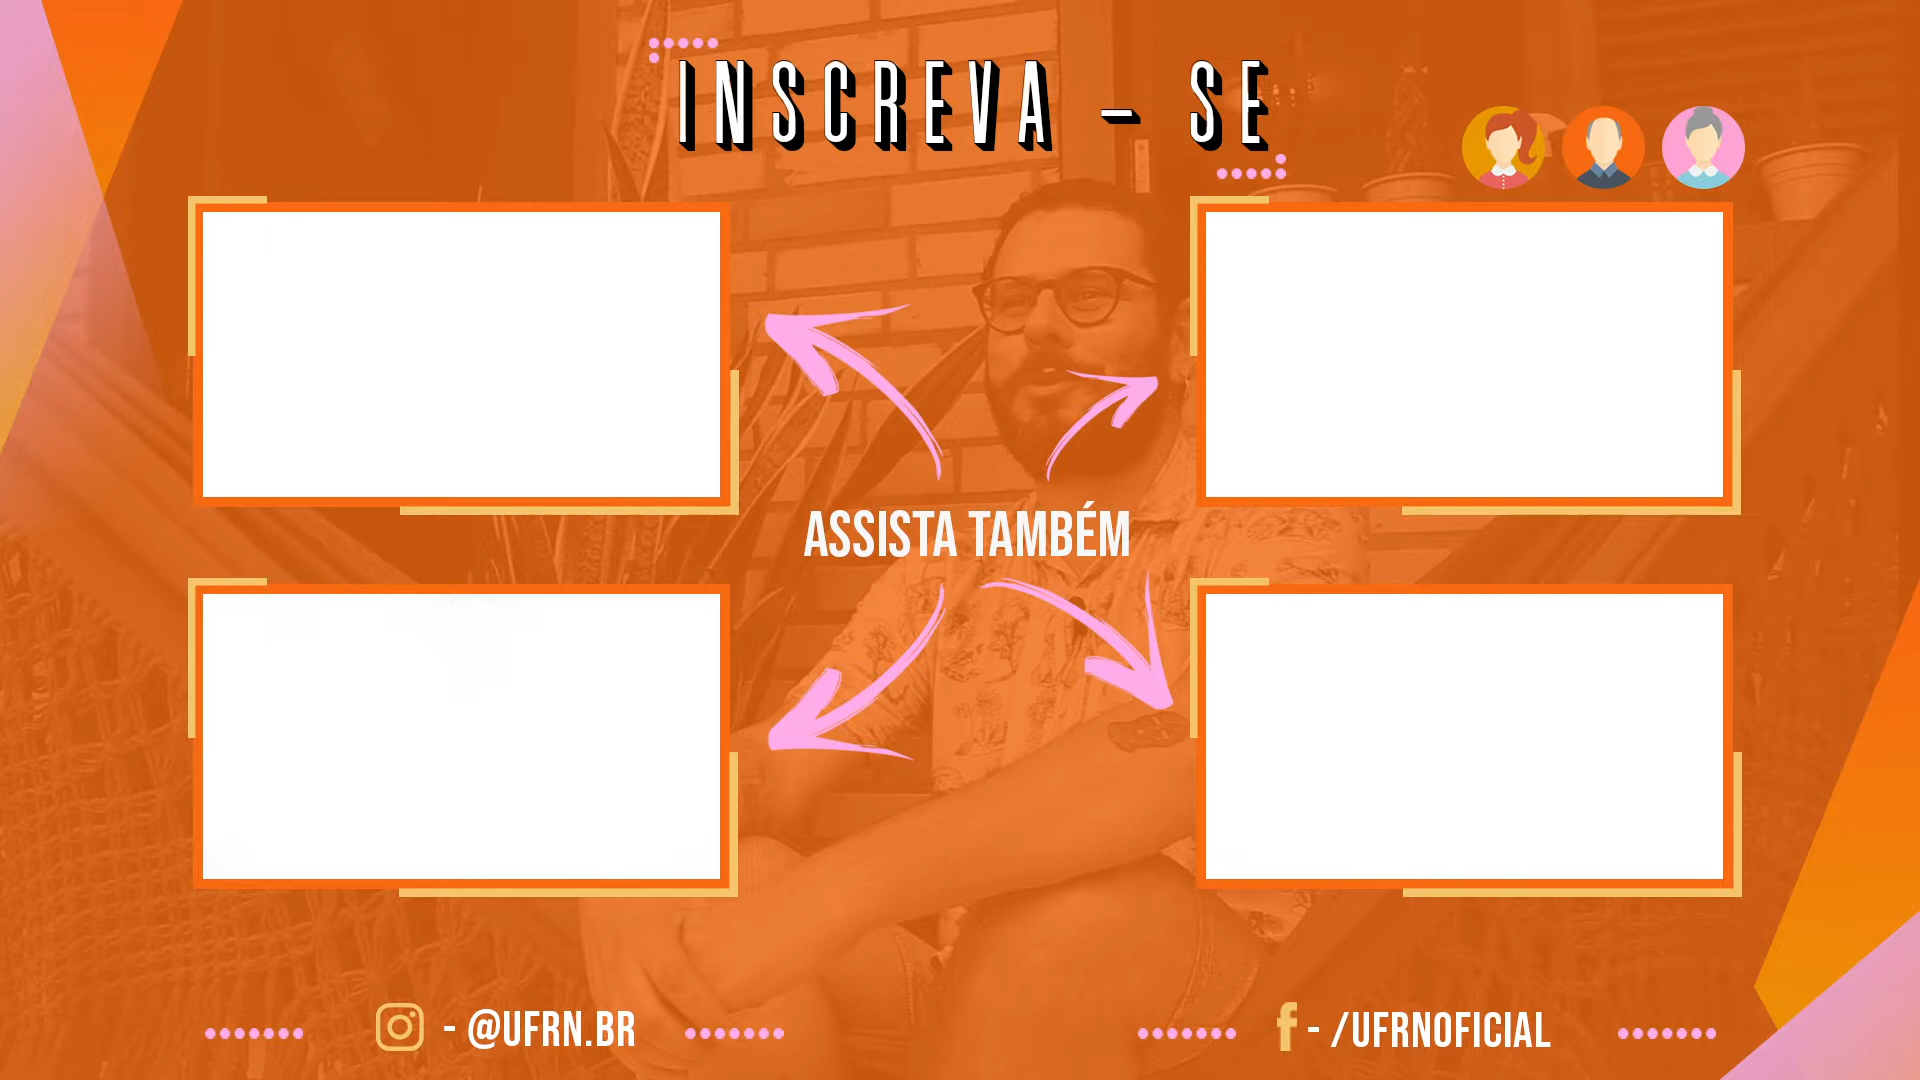 INSCREVA - SE
ASSISTA TAMBÉM
- @UFRN.BR
- /UFRNOFICIAL